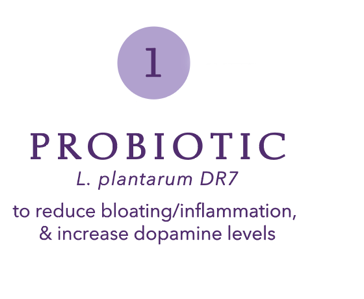 1
PROBIOTIC
L. plantarum DR7
to reduce bloating/inflammation,
& increase dopamine levels